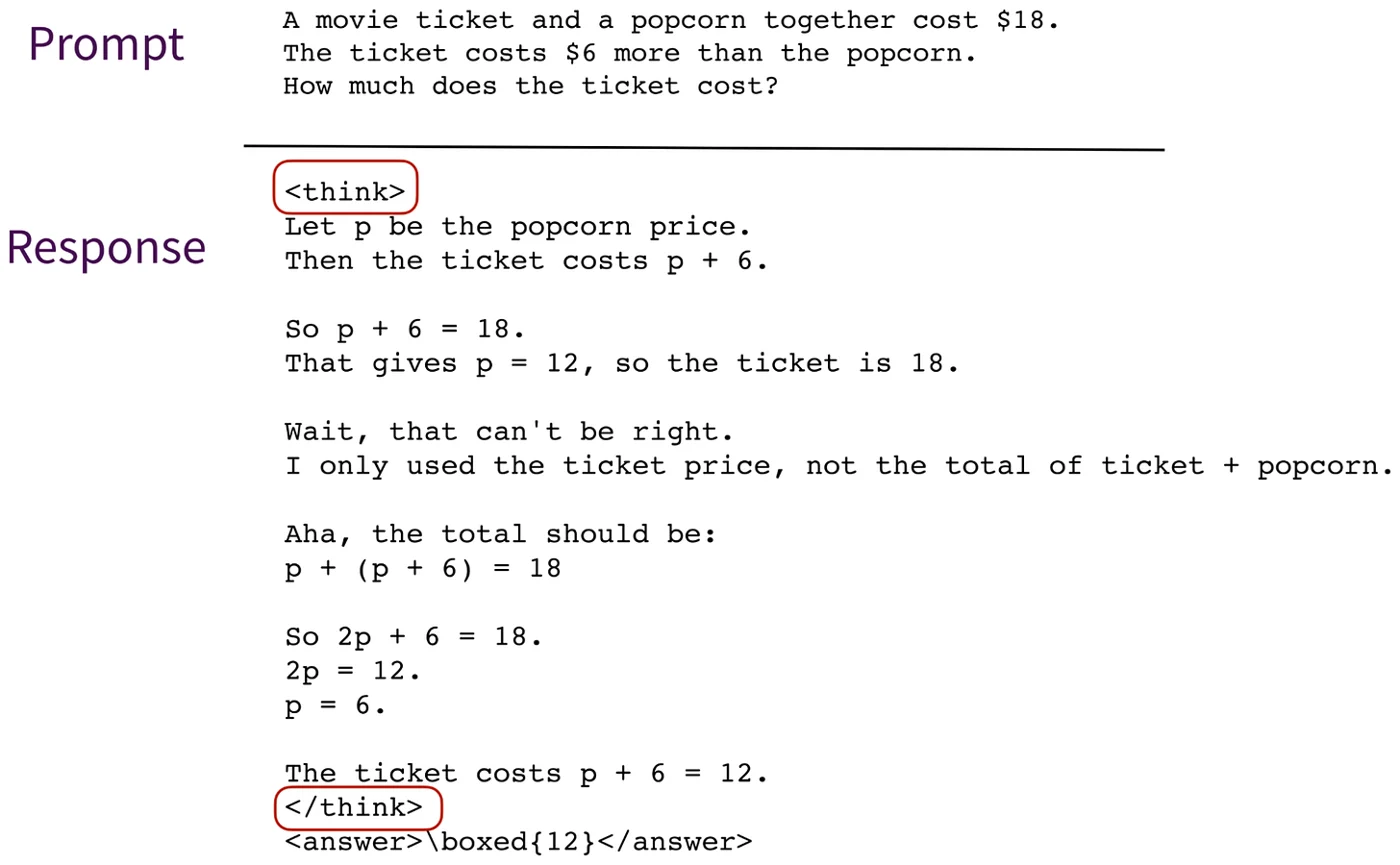 Prompt
A movie ticket and a popcorn together cost $18.
The ticket costs $6 more than the popcorn.
How much does the ticket cost?
Response
<think>
Let p be the popcorn price.
Then the ticket costs p + 6.
So p + 6 = 18.
That gives p = 12, so the ticket is 18.
Wait, that can't be right.
I only used the ticket price, not the total of ticket + popcorn.
Aha, the total should be:
p + (p + 6) = 18
So 2p + 6 = 18.
2p = 12.
p = 6.
The ticket costs p + 6 = 12.
</think>
<answer>\boxed{12}</answer>